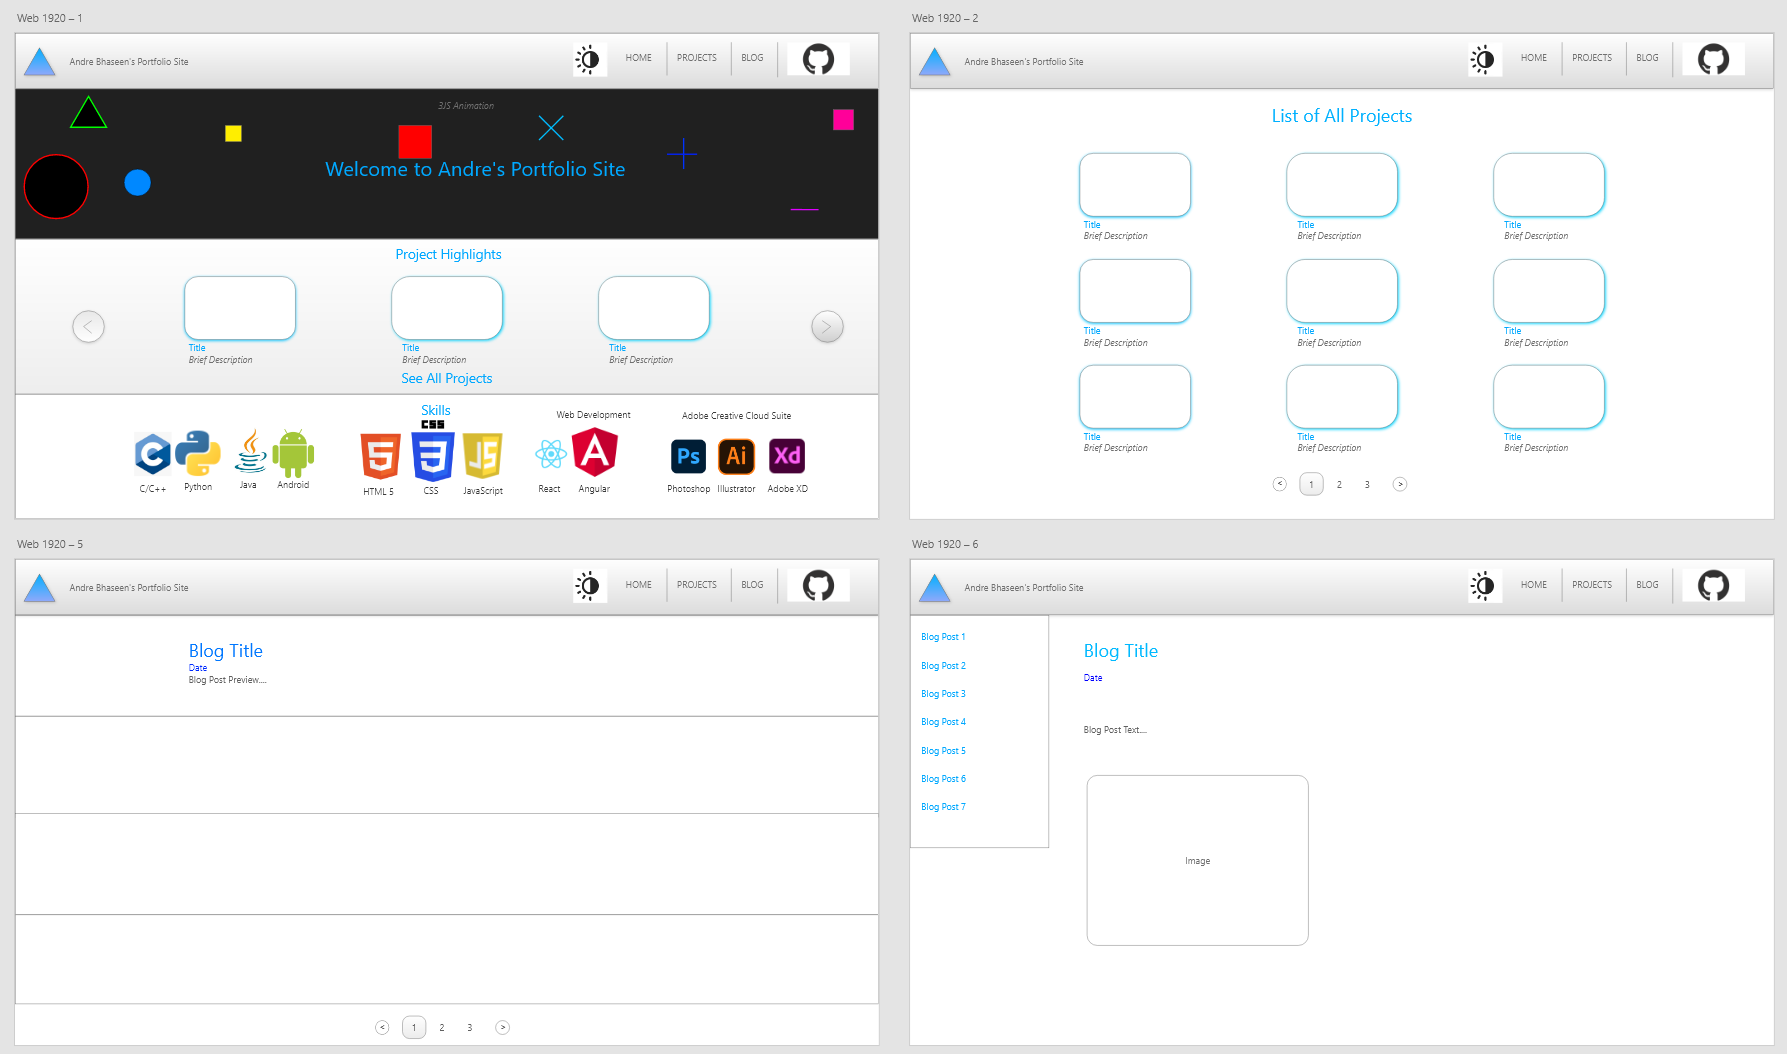 Web 1920 – 1
Andre Bhaseen's Portfolio Site
HOME
PROJECTS
BLOG
3JS Animation
Welcome to Andre's Portfolio Site
Project Highlights
<
>
Title
Brief Description
Title
Brief Description
Title
Brief Description
See All Projects
Skills
C
C/C++
Python
Java
Android
5
HTML 5
CSS
3
CSS
JS
JavaScript
Web Development
React
A
Angular
Adobe Creative Cloud Suite
Ps
Photoshop
Ai
Illustrator
Xd
Adobe XD
Web 1920 – 2
Andre Bhaseen's Portfolio Site
HOME
PROJECTS
BLOG
List of All Projects
Title
Brief Description
Title
Brief Description
Title
Brief Description
Title
Brief Description
Title
Brief Description
Title
Brief Description
Title
Brief Description
Title
Brief Description
Title
Brief Description
< 1 2 3 >
Web 1920 – 5
Andre Bhaseen's Portfolio Site
HOME
PROJECTS
BLOG
Blog Title
Date
Blog Post Preview....
< 1 2 3 >
Web 1920 – 6
Andre Bhaseen's Portfolio Site
HOME
PROJECTS
BLOG
Blog Post 1
Blog Post 2
Blog Post 3
Blog Post 4
Blog Post 5
Blog Post 6
Blog Post 7
Blog Title
Date
Blog Post Text....
Image